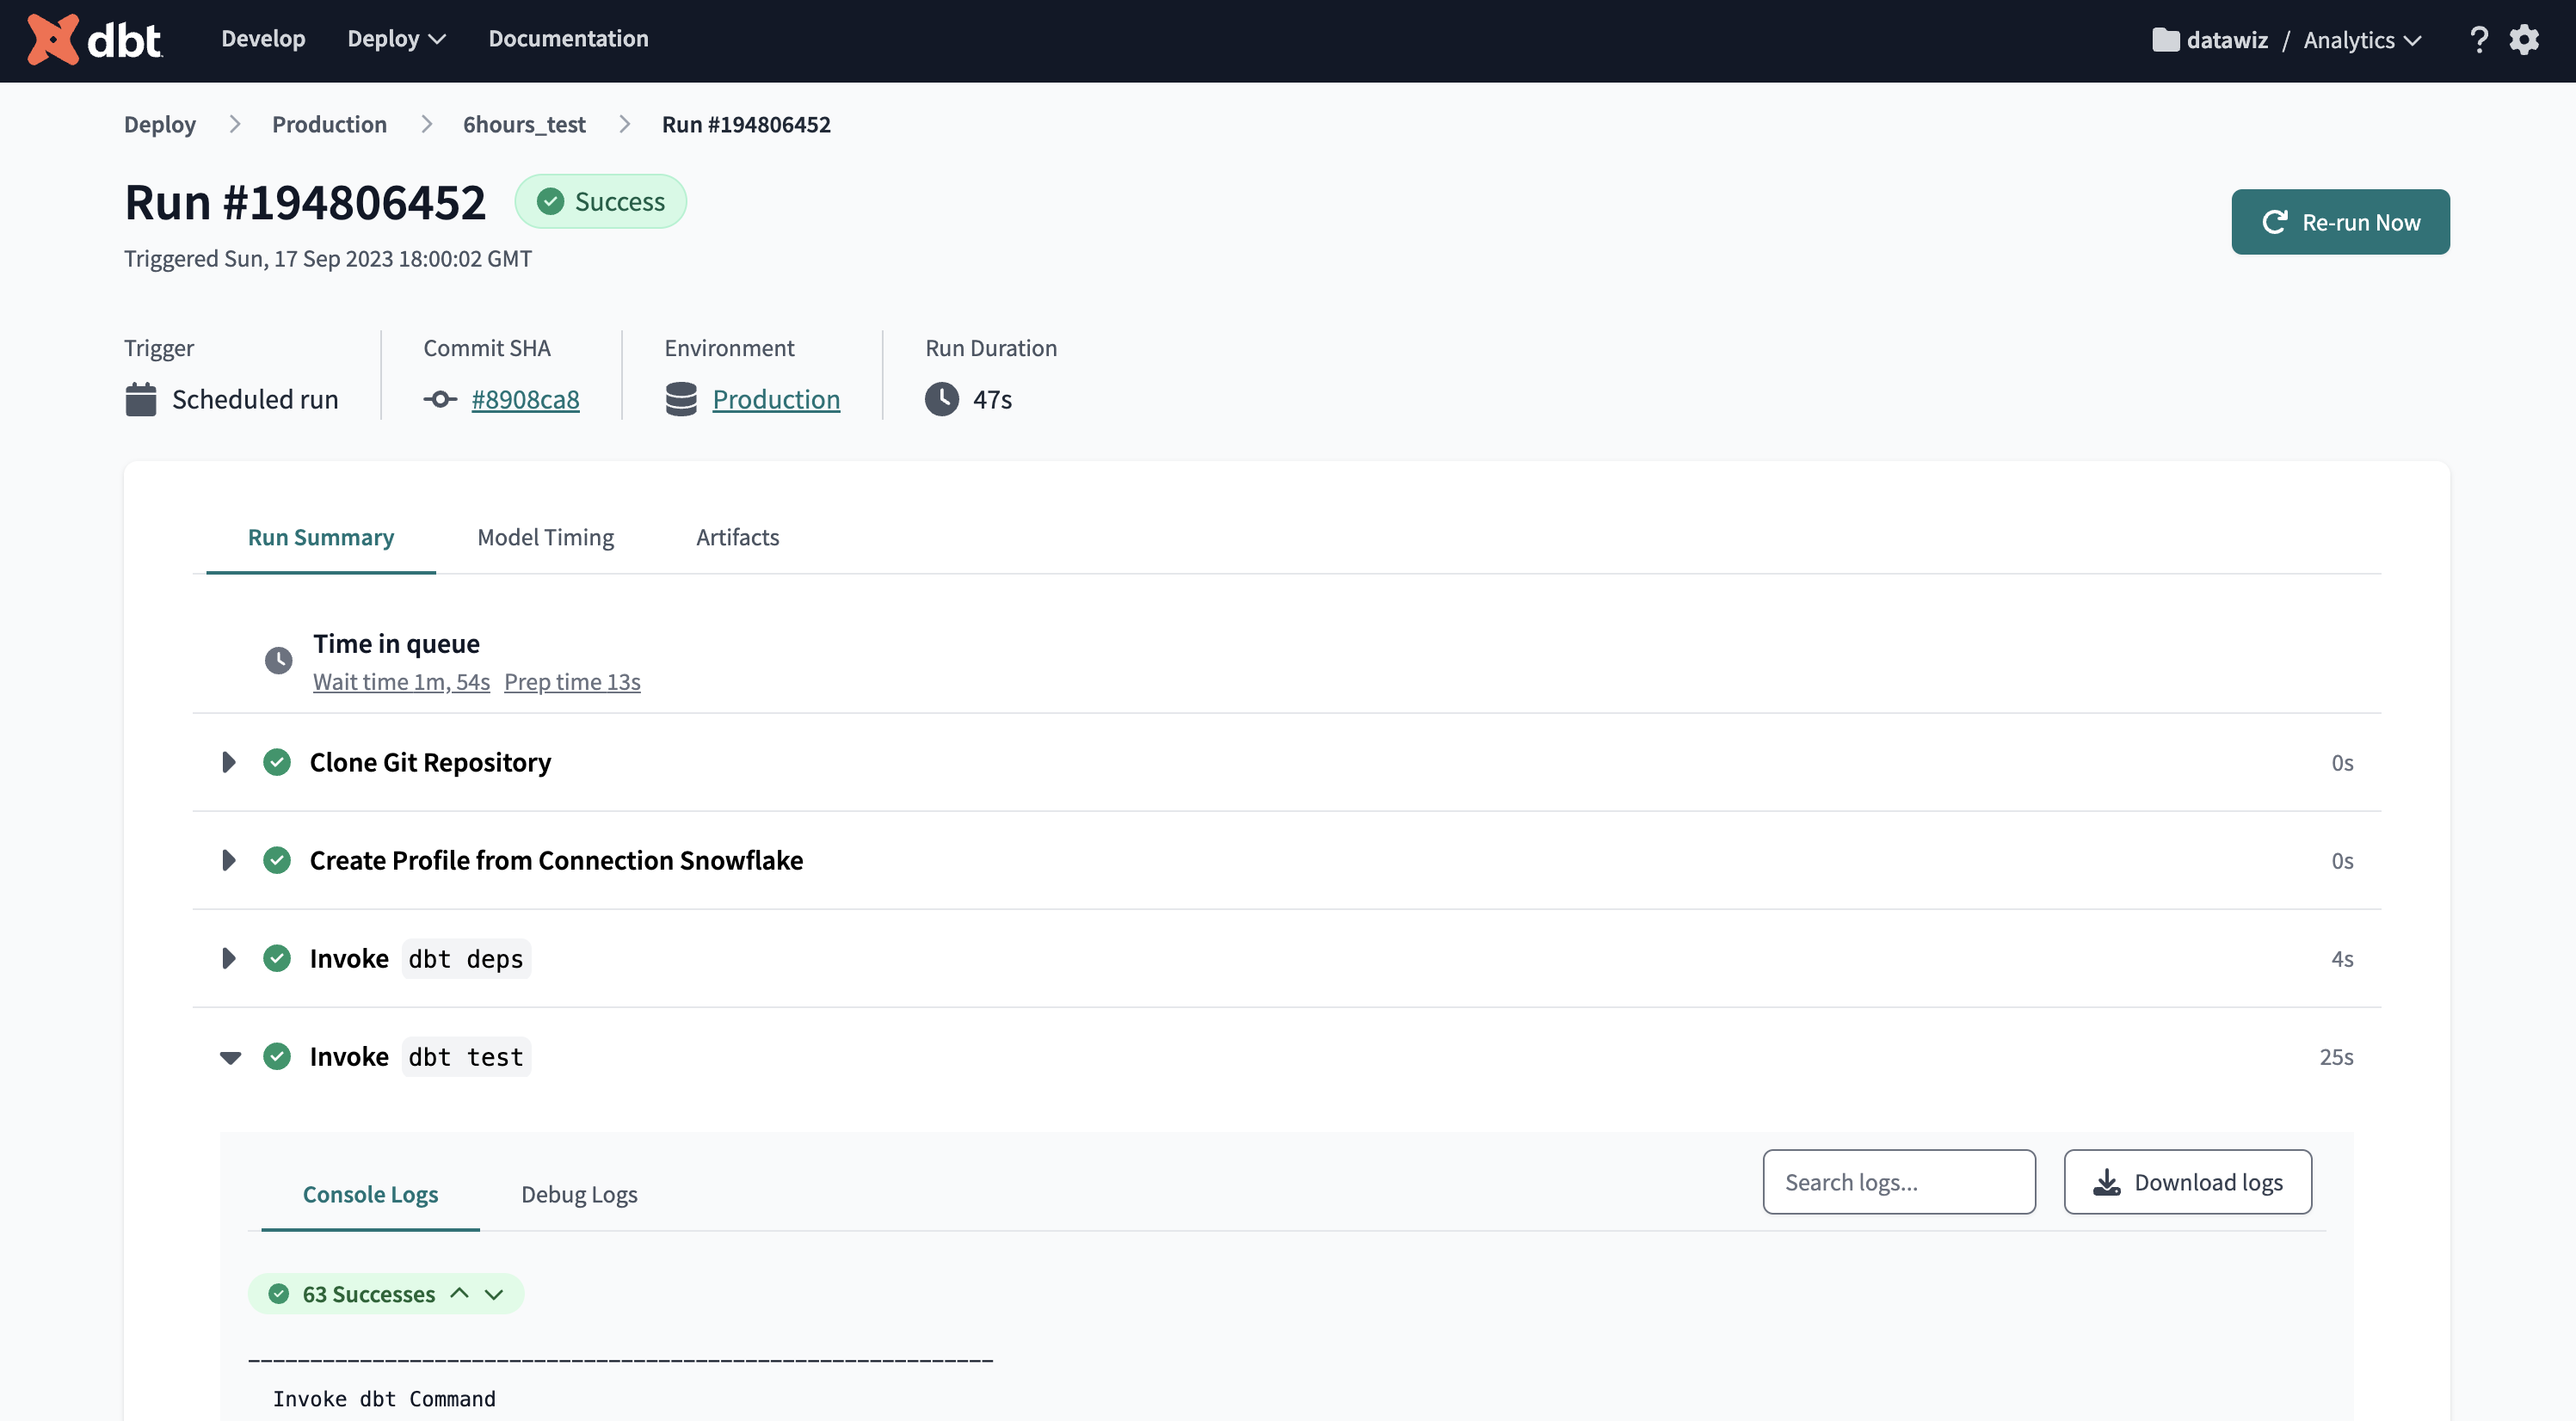 dbt Develop Deploy Documentation datawiz / Analytics ?
Deploy Production 6hours_test Run #194806452
Run #194806452 Success Re-run Now
Triggered Sun, 17 Sep 2023 18:00:02 GMT
Trigger Commit SHA Environment Run Duration
Scheduled run #8908ca8 Production 47s
Run Summary Model Timing Artifacts
Time in queue
Wait time 1m, 54s Prep time 13s
Clone Git Repository 0s
Create Profile from Connection Snowflake 0s
Invoke dbt deps 4s
Invoke dbt test 25s
Console Logs Debug Logs Search logs... Download logs
63 Successes
------------------------------------------------------------
Invoke dbt Command